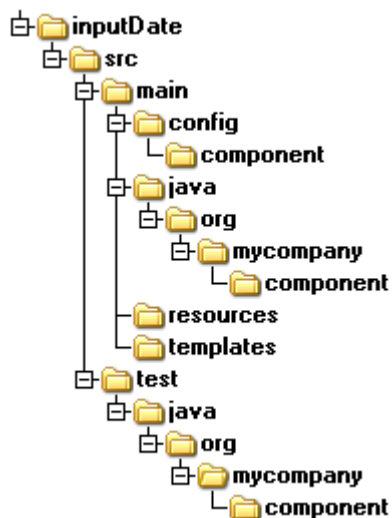 inputDate
src
main
config
component
java
org
mycompany
component
resources
templates
test
java
org
mycompany
component